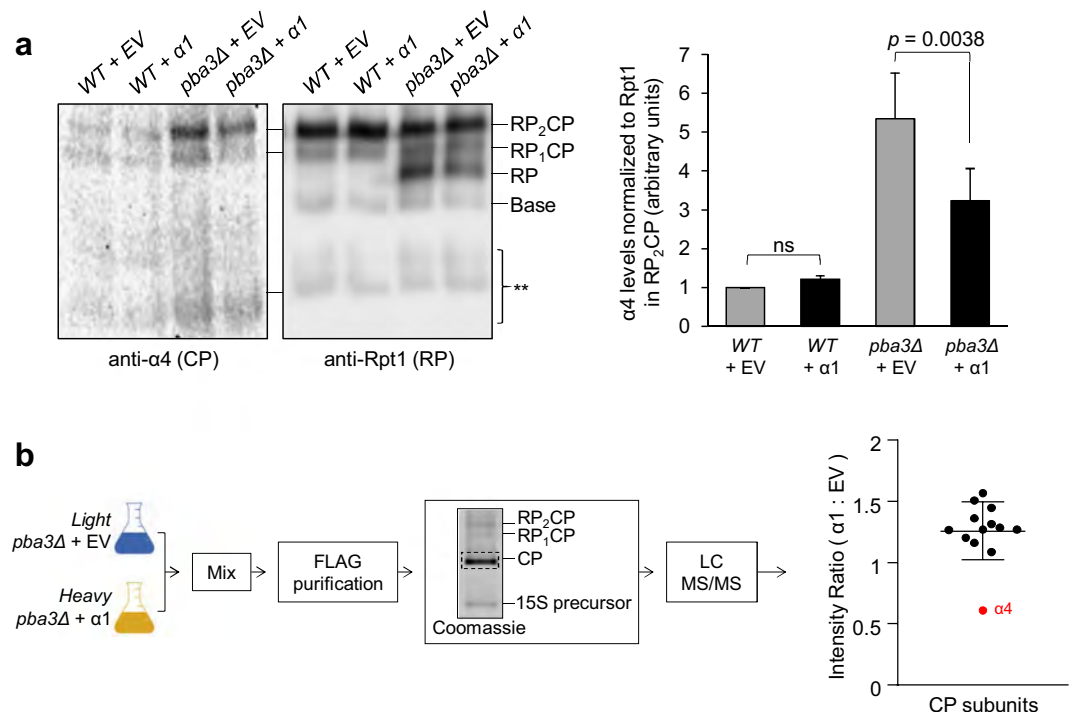 a
WT + EV
WT + α1
pba3Δ + EV
pba3Δ + α1
WT + EV
WT + α1
pba3Δ + EV
pba3Δ + α1
RP₂CP
RP₁CP
RP
Base
**
anti-α4 (CP)
anti-Rpt1 (RP)
α4 levels normalized to Rpt1
in RP₂CP (arbitrary units)
7
6
5
4
3
2
1
0
p = 0.0038
ns
WT
+ EV
WT
+ α1
pba3Δ
+ EV
pba3Δ
+ α1
b
Light
pba3Δ + EV
Heavy
pba3Δ + α1
Mix
FLAG
purification
RP₂CP
RP₁CP
CP
15S precursor
Coomassie
LC
MS/MS
Intensity Ratio ( α1 : EV )
2
1.5
1
0.5
0
α4
CP subunits